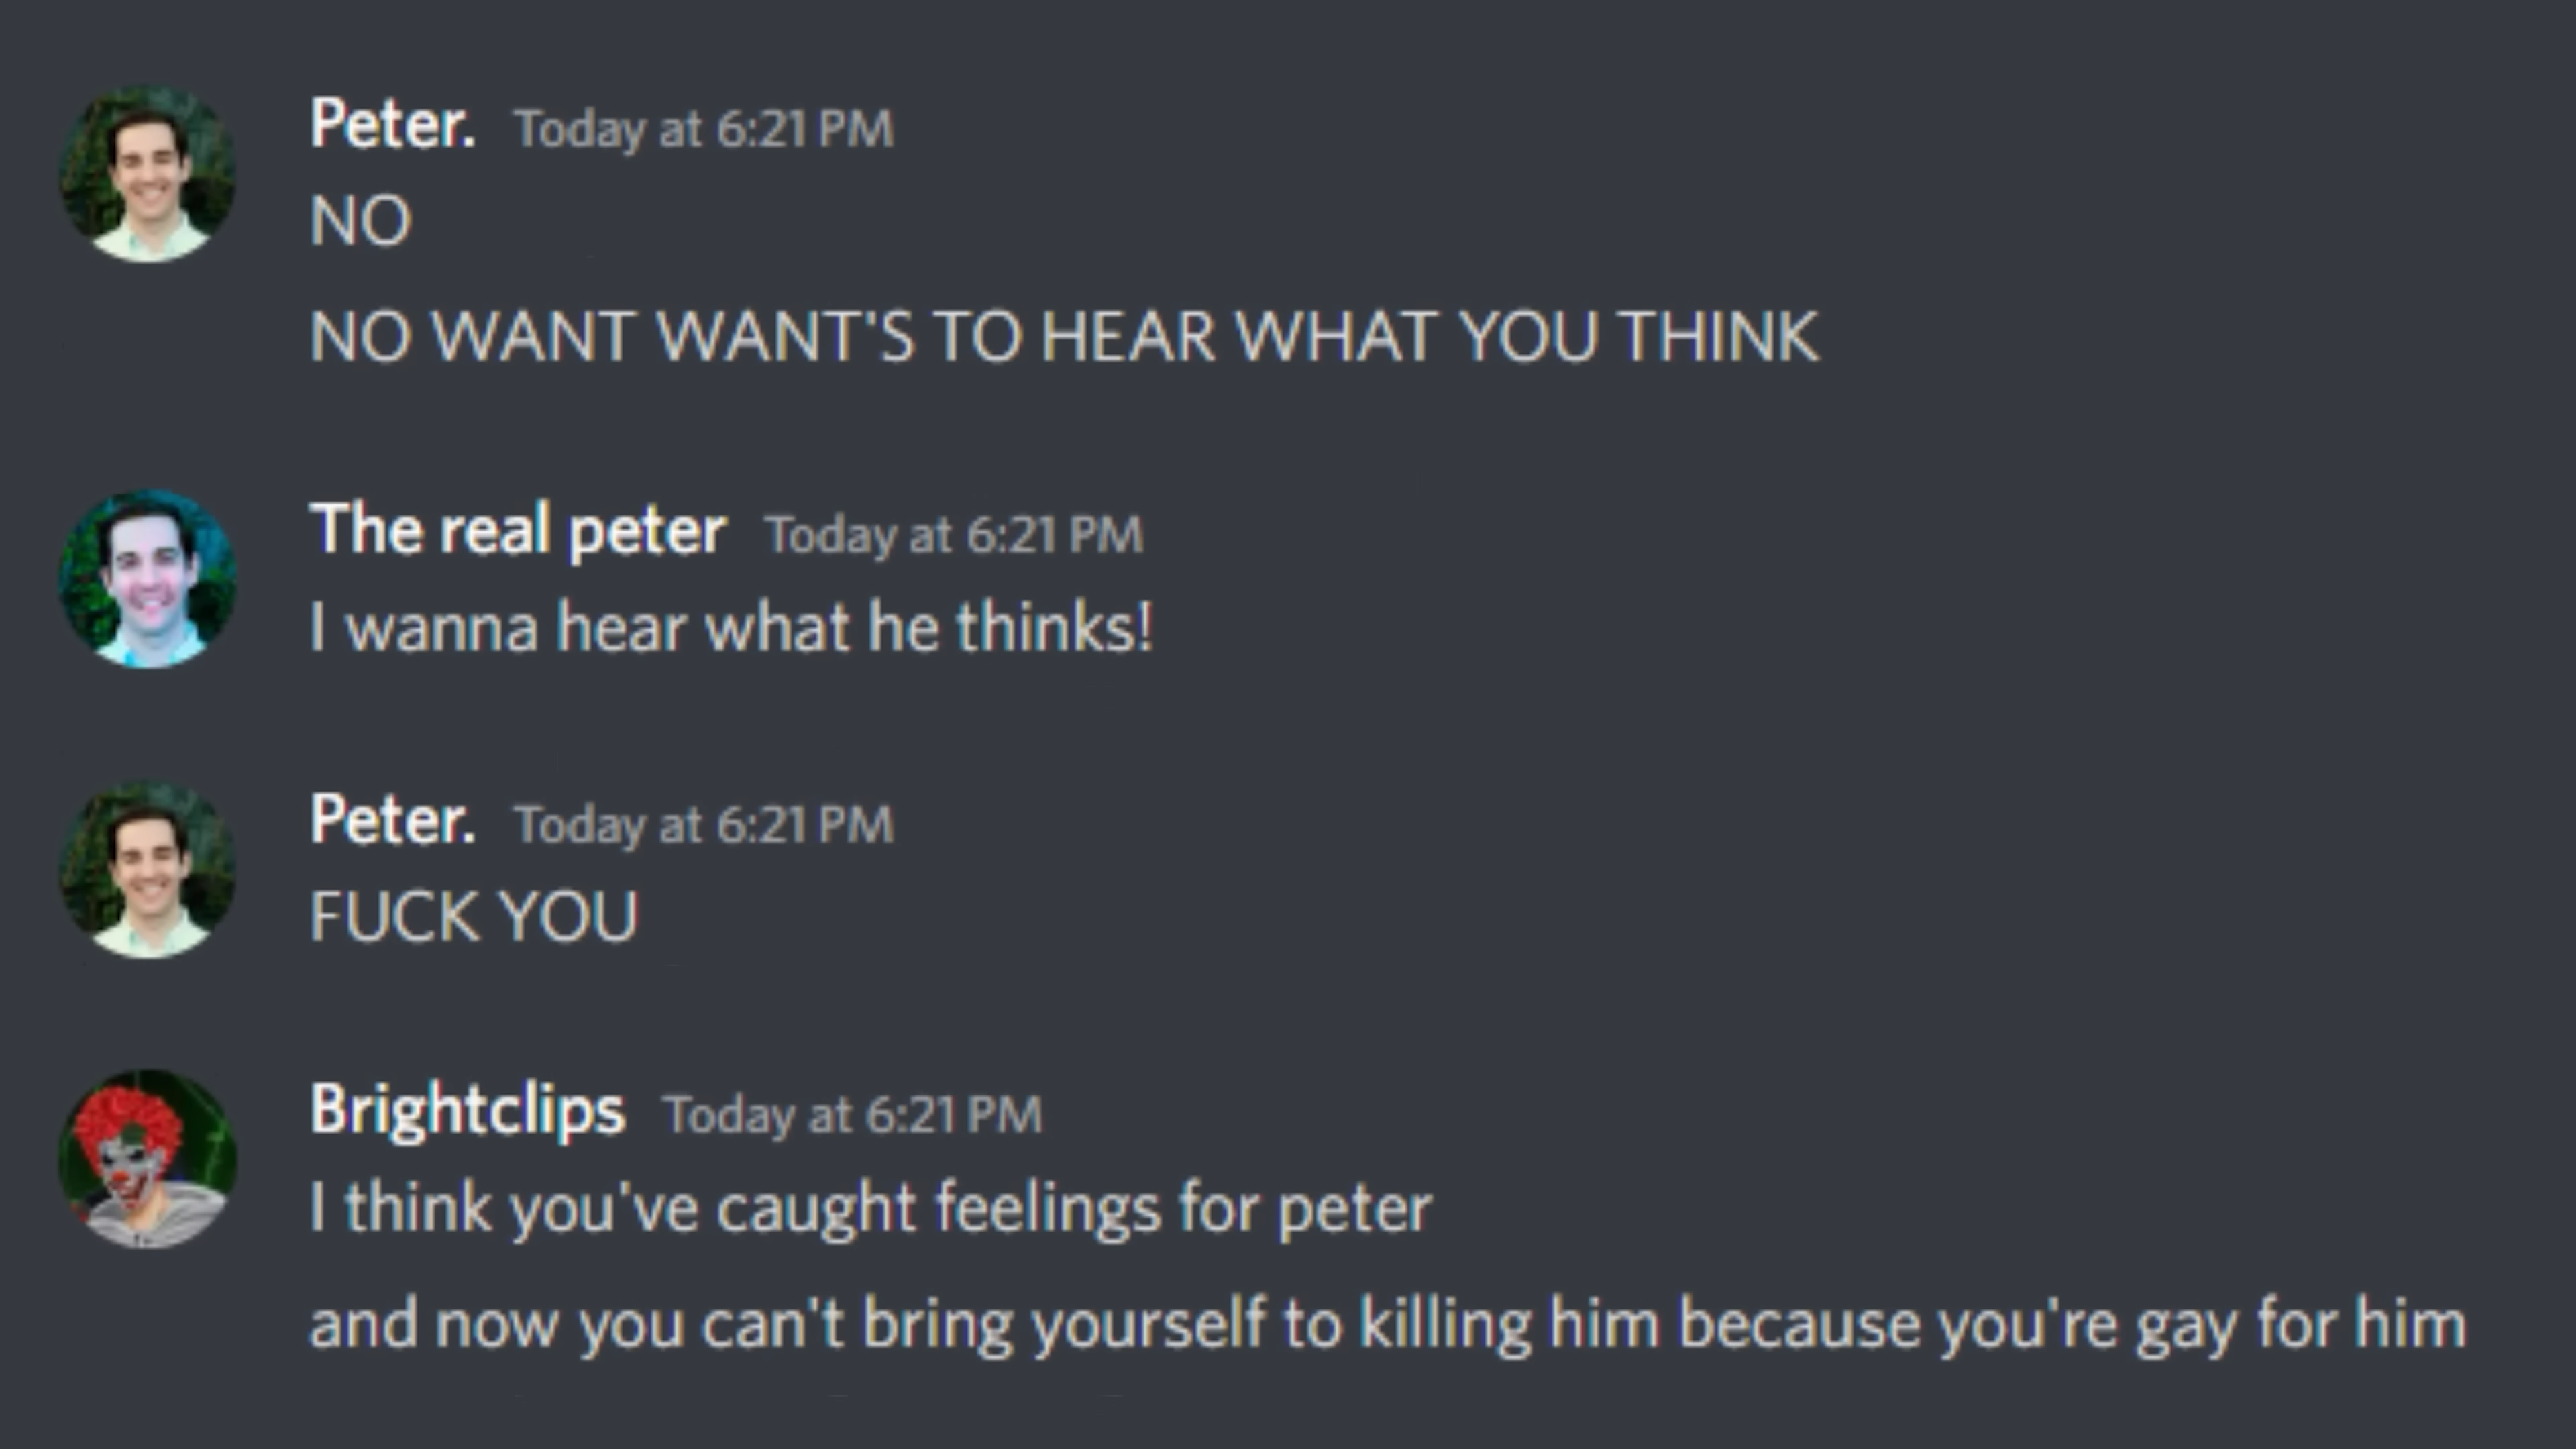 Peter. Today at 6:21 PM
NO
NO WANT WANT'S TO HEAR WHAT YOU THINK
The real peter Today at 6:21 PM
I wanna hear what he thinks!
Peter. Today at 6:21 PM
FUCK YOU
Brightclips Today at 6:21 PM
I think you've caught feelings for peter
and now you can't bring yourself to killing him because you're gay for him